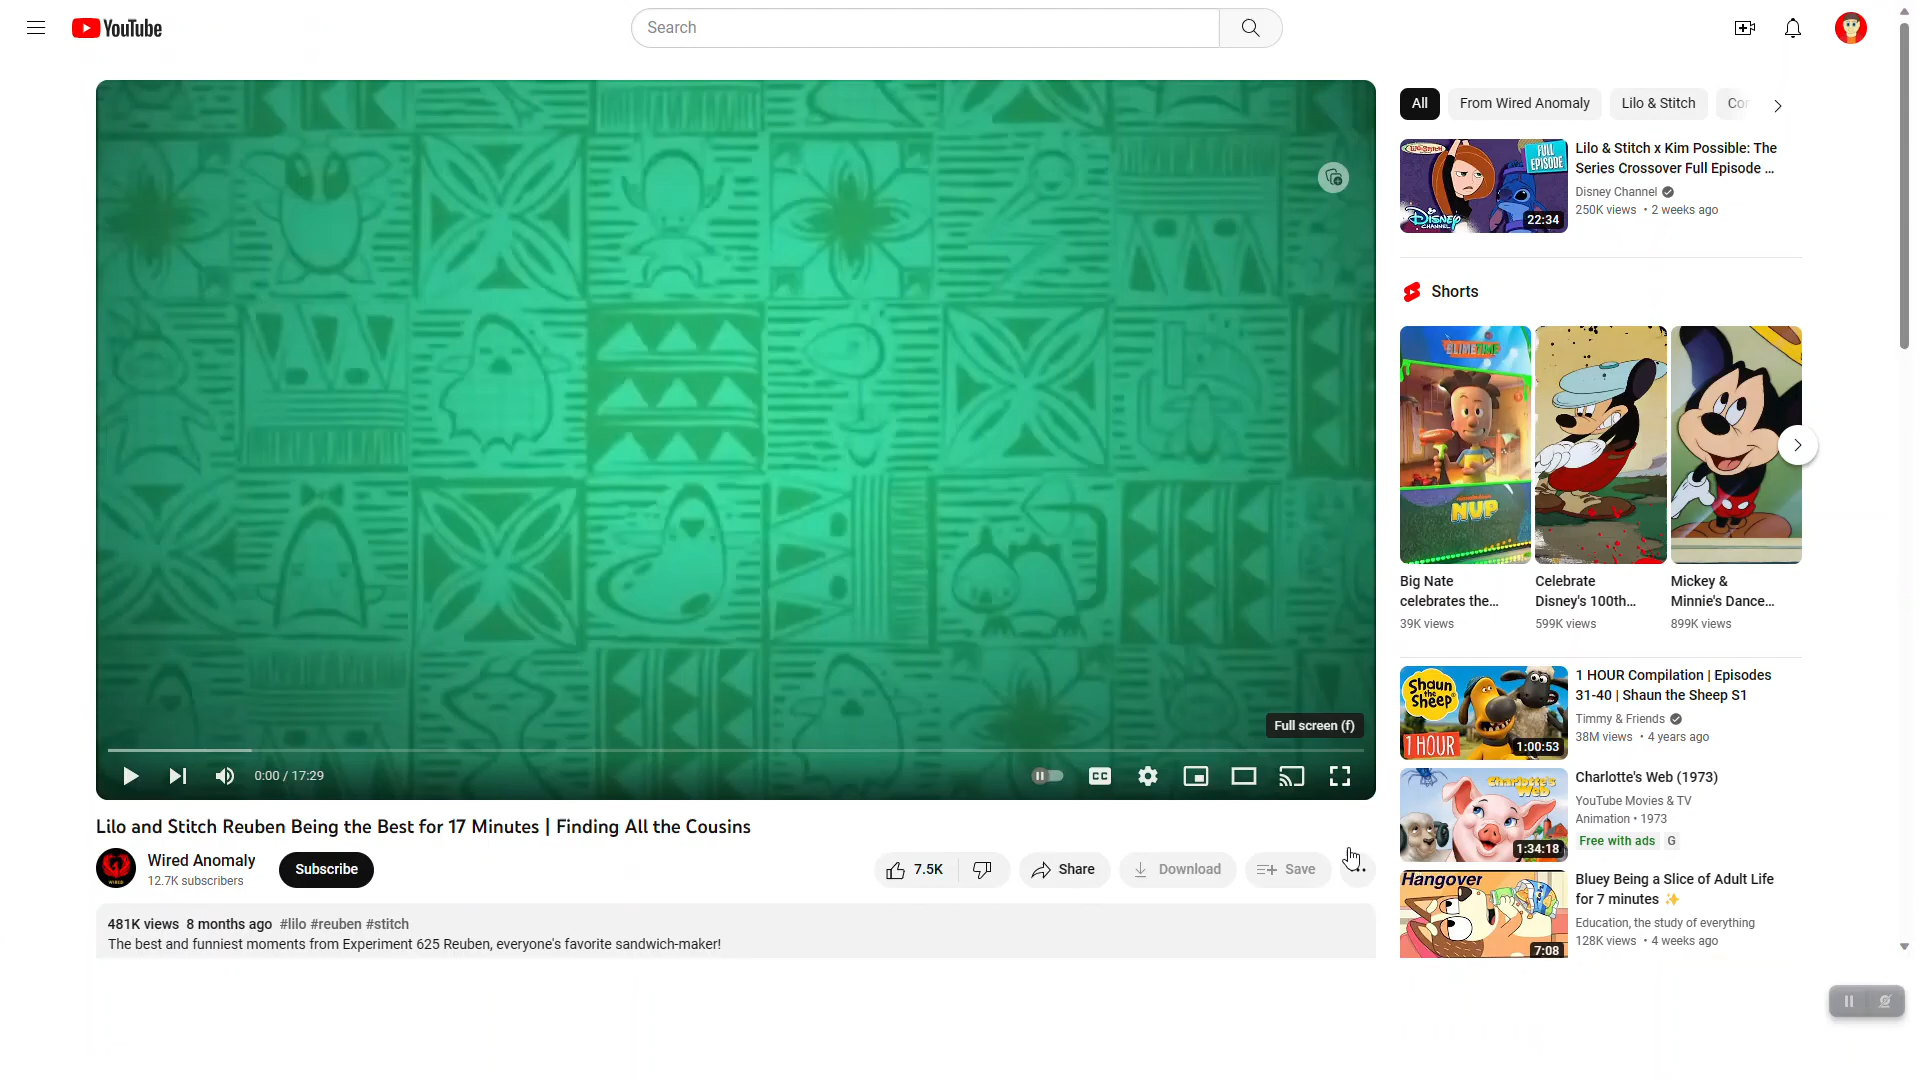 YouTube
Search
All
From Wired Anomaly
Lilo & Stitch
FULL
EPISODE
Disney
CHANNEL
22:34
Lilo & Stitch x Kim Possible: The
Series Crossover Full Episode ...
Disney Channel
250K views • 2 weeks ago
Shorts
SLIMETIME
nickelodeon
NVP
Big Nate
celebrates the...
39K views
Celebrate
Disney's 100th...
599K views
Mickey &
Minnie's Dance...
899K views
Full screen (f)
0:00 / 17:29
CC
Lilo and Stitch Reuben Being the Best for 17 Minutes | Finding All the Cousins
Wired Anomaly
12.7K subscribers
Subscribe
7.5K
Share
Download
Save
481K views 8 months ago #lilo #reuben #stitch
The best and funniest moments from Experiment 625 Reuben, everyone's favorite sandwich-maker!
Shaun
the
Sheep
1 HOUR
1:00:53
1 HOUR Compilation | Episodes
31-40 | Shaun the Sheep S1
Timmy & Friends
38M views • 4 years ago
Charlotte's Web
1:34:18
Charlotte's Web (1973)
YouTube Movies & TV
Animation • 1973
Free with ads G
Hangover
7:08
Bluey Being a Slice of Adult Life
for 7 minutes ✨
Education, the study of everything
128K views • 4 weeks ago